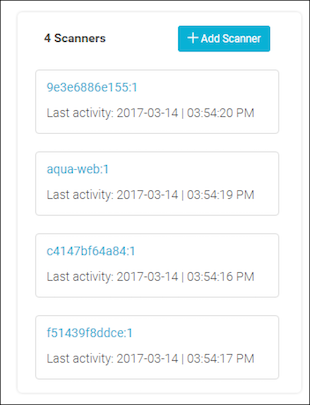 4 Scanners
+ Add Scanner
9e3e6886e155:1
Last activity: 2017-03-14 | 03:54:20 PM
aqua-web:1
Last activity: 2017-03-14 | 03:54:19 PM
c4147bf64a84:1
Last activity: 2017-03-14 | 03:54:16 PM
f51439f8ddce:1
Last activity: 2017-03-14 | 03:54:17 PM